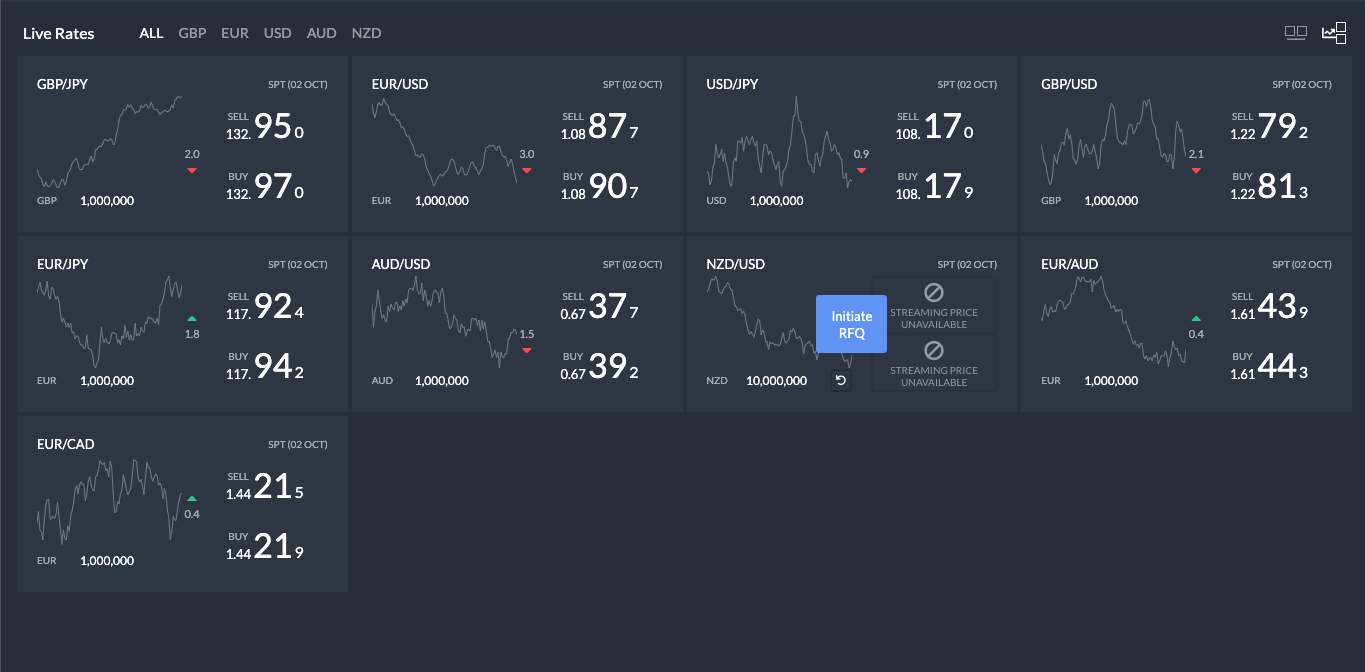 Live Rates ALL GBP EUR USD AUD NZD
GBP/JPY SPT (02 OCT)
SELL
132. 95 0
2.0
BUY
132. 97 0
GBP 1,000,000
EUR/USD SPT (02 OCT)
SELL
1.08 87 7
3.0
BUY
1.08 90 7
EUR 1,000,000
USD/JPY SPT (02 OCT)
SELL
108. 17 0
0.9
BUY
108. 17 9
USD 1,000,000
GBP/USD SPT (02 OCT)
SELL
1.22 79 2
2.1
BUY
1.22 81 3
GBP 1,000,000
EUR/JPY SPT (02 OCT)
SELL
117. 92 4
1.8
BUY
117. 94 2
EUR 1,000,000
AUD/USD SPT (02 OCT)
SELL
0.67 37 7
1.5
BUY
0.67 39 2
AUD 1,000,000
NZD/USD SPT (02 OCT)
Initiate
RFQ
STREAMING PRICE
UNAVAILABLE
STREAMING PRICE
UNAVAILABLE
NZD 10,000,000
EUR/AUD SPT (02 OCT)
SELL
1.61 43 9
0.4
BUY
1.61 44 3
EUR 1,000,000
EUR/CAD SPT (02 OCT)
SELL
1.44 21 5
0.4
BUY
1.44 21 9
EUR 1,000,000